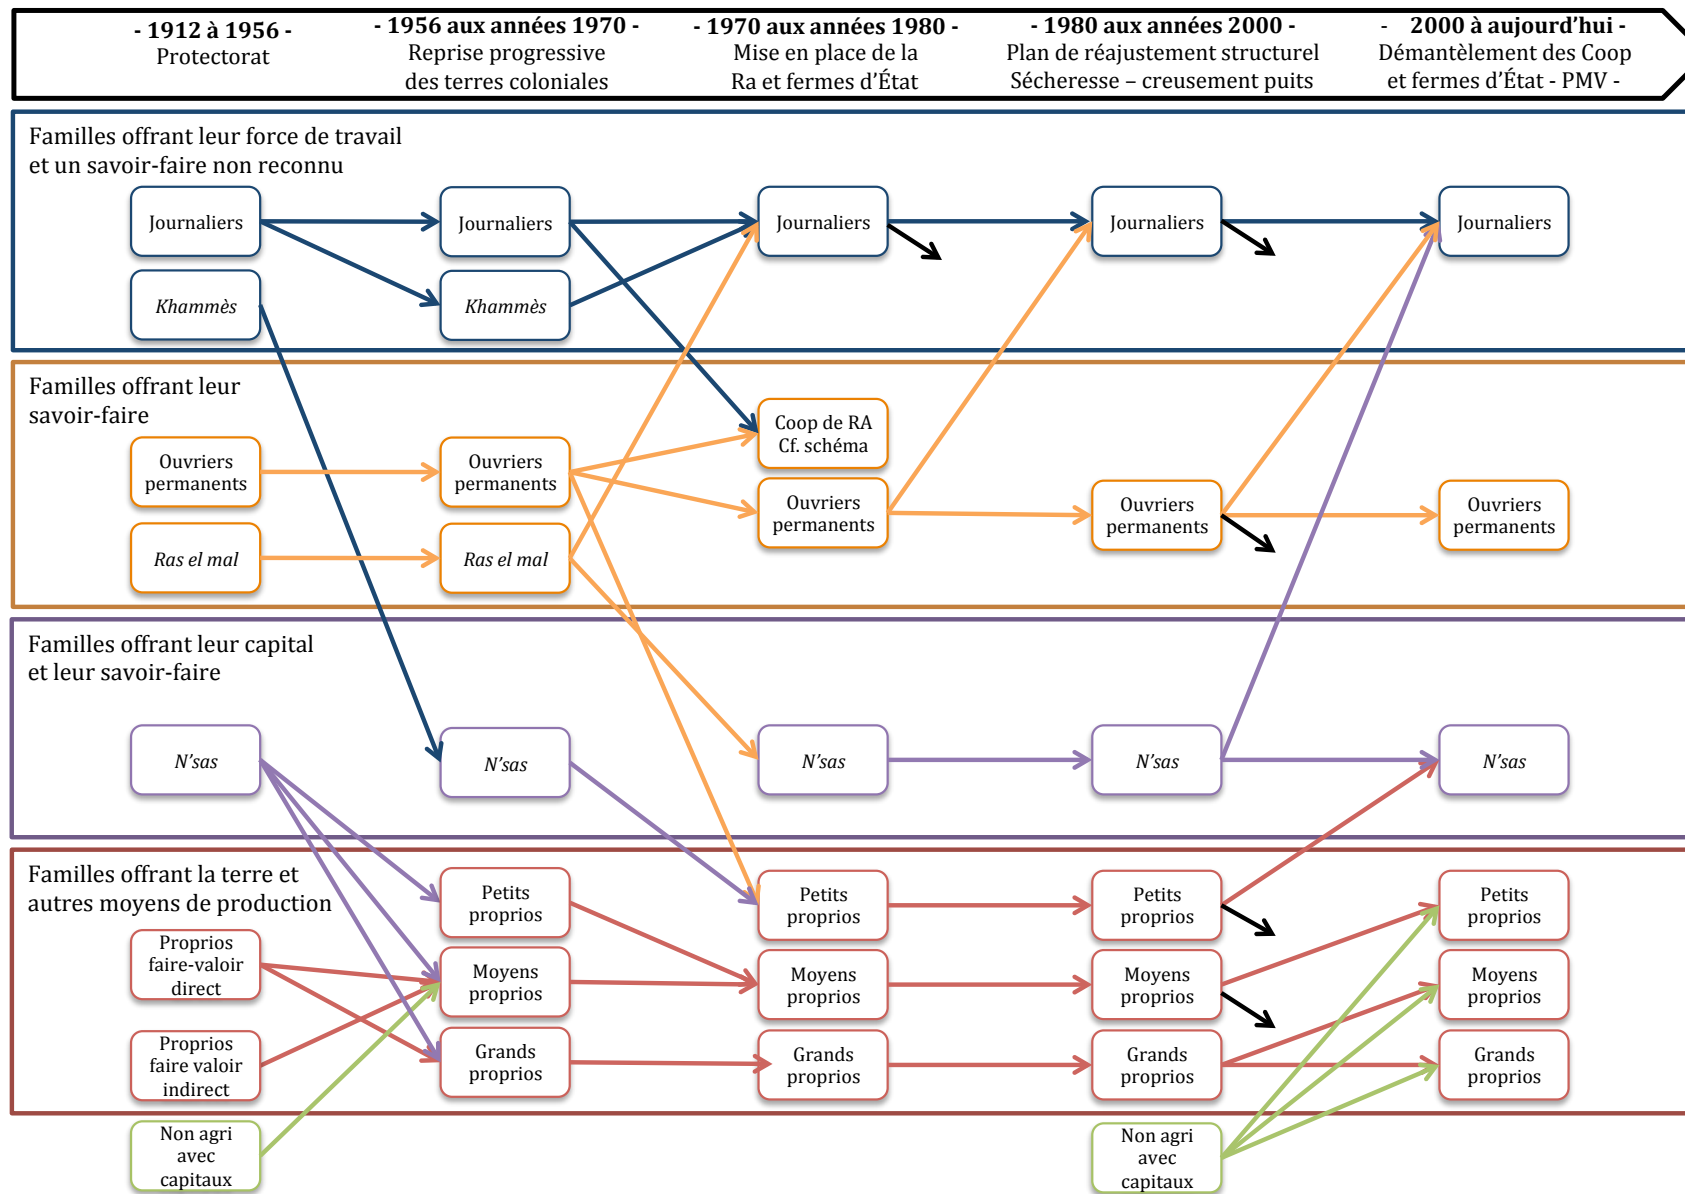 - 1912 à 1956 -
Protectorat
- 1956 aux années 1970 -
Reprise progressive
des terres coloniales
- 1970 aux années 1980 -
Mise en place de la
Ra et fermes d’État
- 1980 aux années 2000 -
Plan de réajustement structurel
Sécheresse – creusement puits
- 2000 à aujourd’hui -
Démantèlement des Coop
et fermes d’État - PMV -
Familles offrant leur force de travail
et un savoir-faire non reconnu
Journaliers
Journaliers
Journaliers
Journaliers
Journaliers
Khammès
Khammès
Familles offrant leur
savoir-faire
Coop de RA
Cf. schéma
Ouvriers
permanents
Ouvriers
permanents
Ouvriers
permanents
Ouvriers
permanents
Ouvriers
permanents
Ras el mal
Ras el mal
Familles offrant leur capital
et leur savoir-faire
N’sas
N’sas
N’sas
N’sas
N’sas
Familles offrant la terre et
autres moyens de production
Petits
proprios
Petits
proprios
Petits
proprios
Petits
proprios
Proprios
faire-valoir
direct
Moyens
proprios
Moyens
proprios
Moyens
proprios
Moyens
proprios
Proprios
faire valoir
indirect
Grands
proprios
Grands
proprios
Grands
proprios
Grands
proprios
Non agri
avec
capitaux
Non agri
avec
capitaux